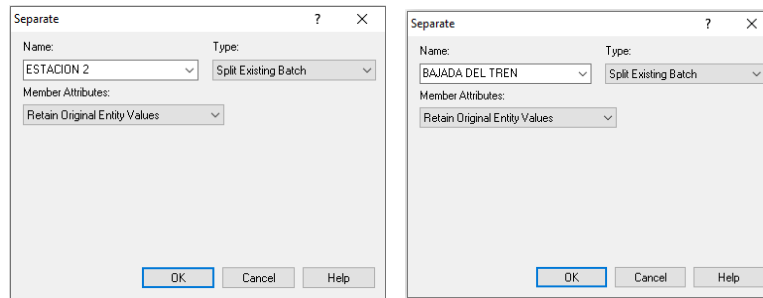 Separate ? X
Name: Type:
ESTACION 2 Split Existing Batch
Member Attributes:
Retain Original Entity Values
OK Cancel Help
Separate ? X
Name: Type:
BAJADA DEL TREN Split Existing Batch
Member Attributes:
Retain Original Entity Values
OK Cancel Help